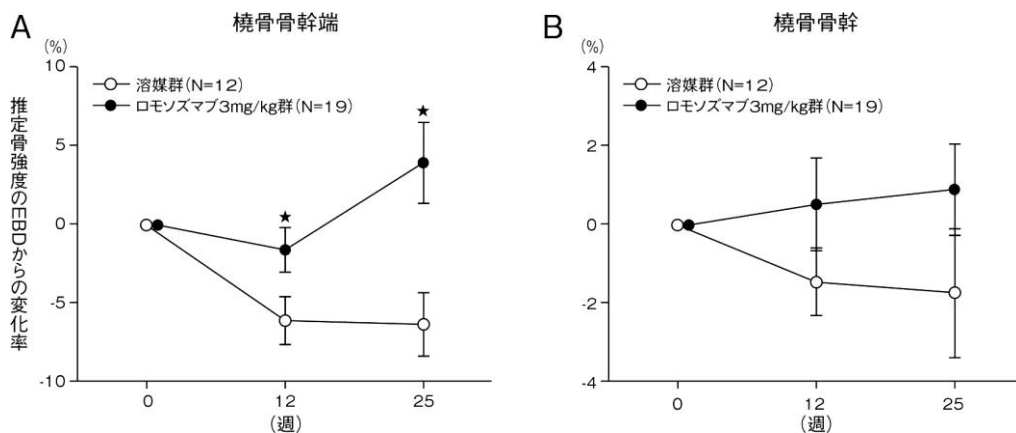 A
橈骨骨幹端
(%)
10
5
0
-5
-10
推定骨強度のEBDからの変化率
溶媒群(N=12)
ロモソズマブ3mg/kg群(N=19)
★
★
0
12
25
(週)
B
橈骨骨幹
(%)
4
2
0
-2
-4
溶媒群(N=12)
ロモソズマブ3mg/kg群(N=19)
0
12
25
(週)